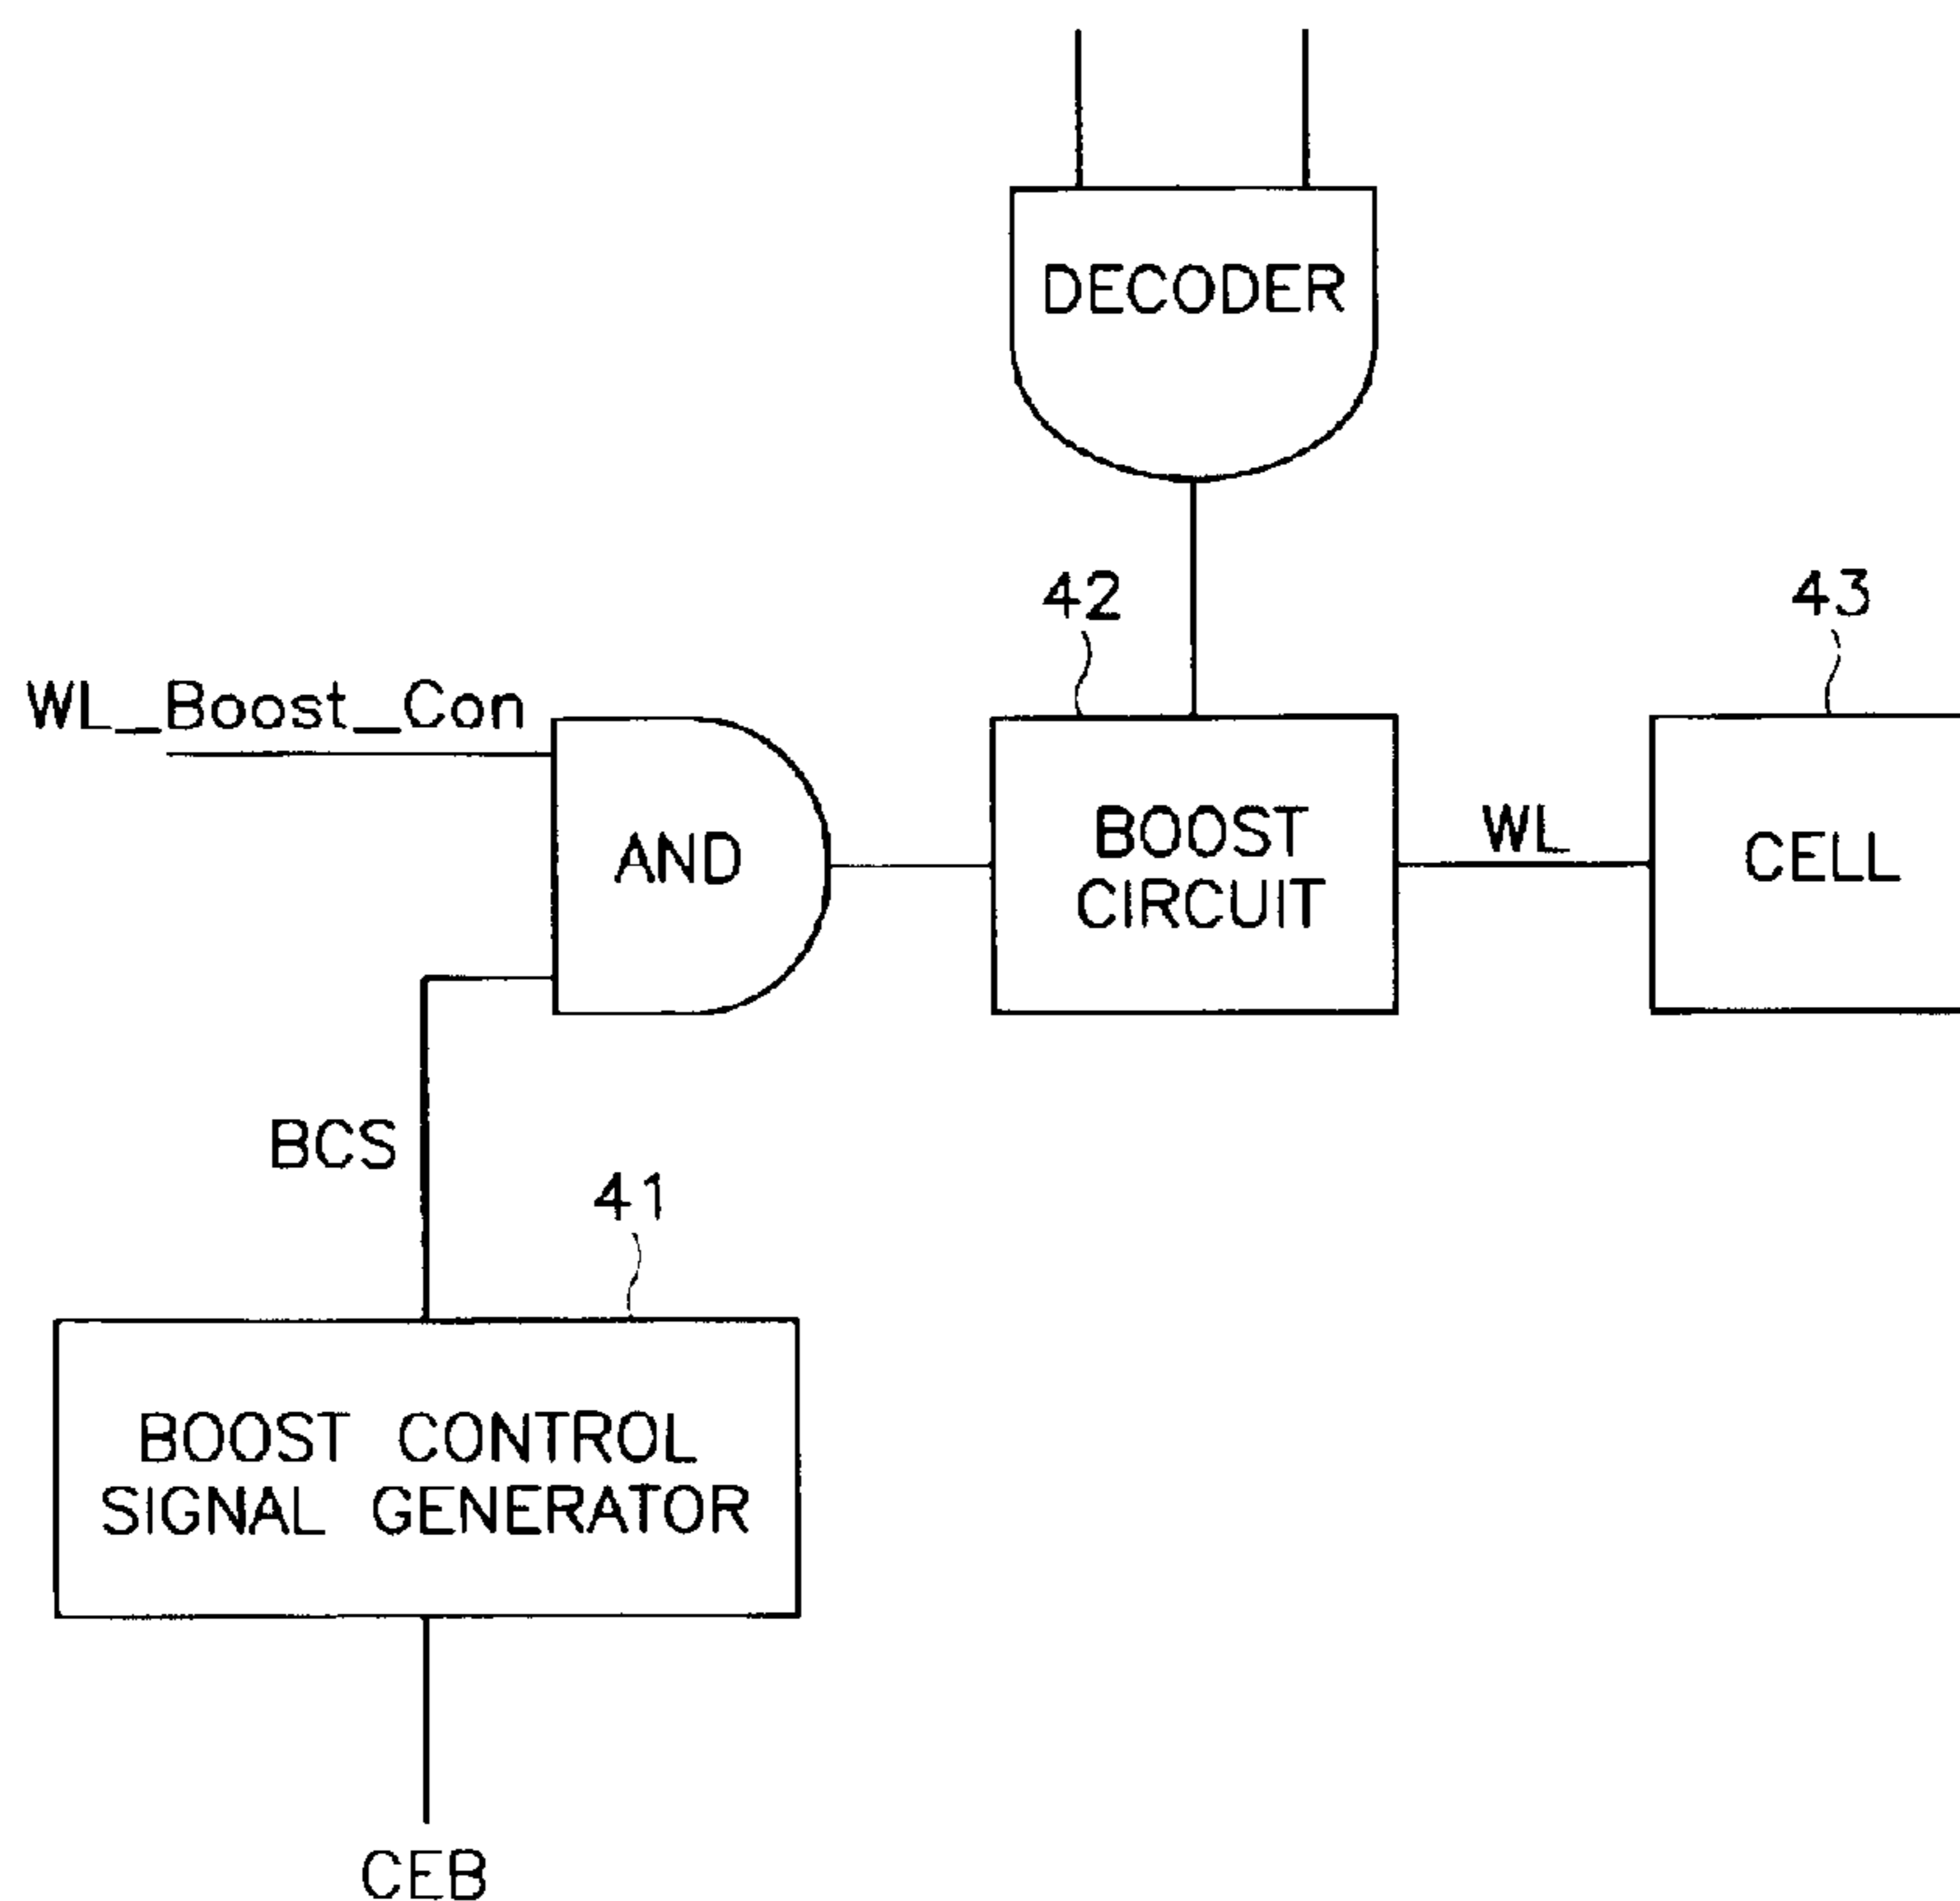 DECODER
42
43
WL_Boost_Con
AND
BOOST
CIRCUIT
WL
CELL
BCS
41
BOOST CONTROL
SIGNAL GENERATOR
CEB